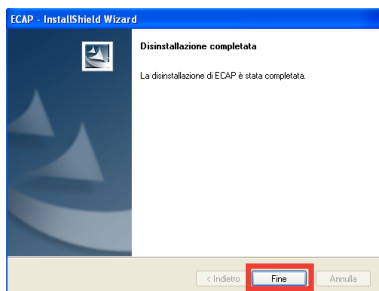 ECAP - InstallShield Wizard
Disinstallazione completata
La disinstallazione di ECAP è stata completata.
< Indietro Fine Annulla